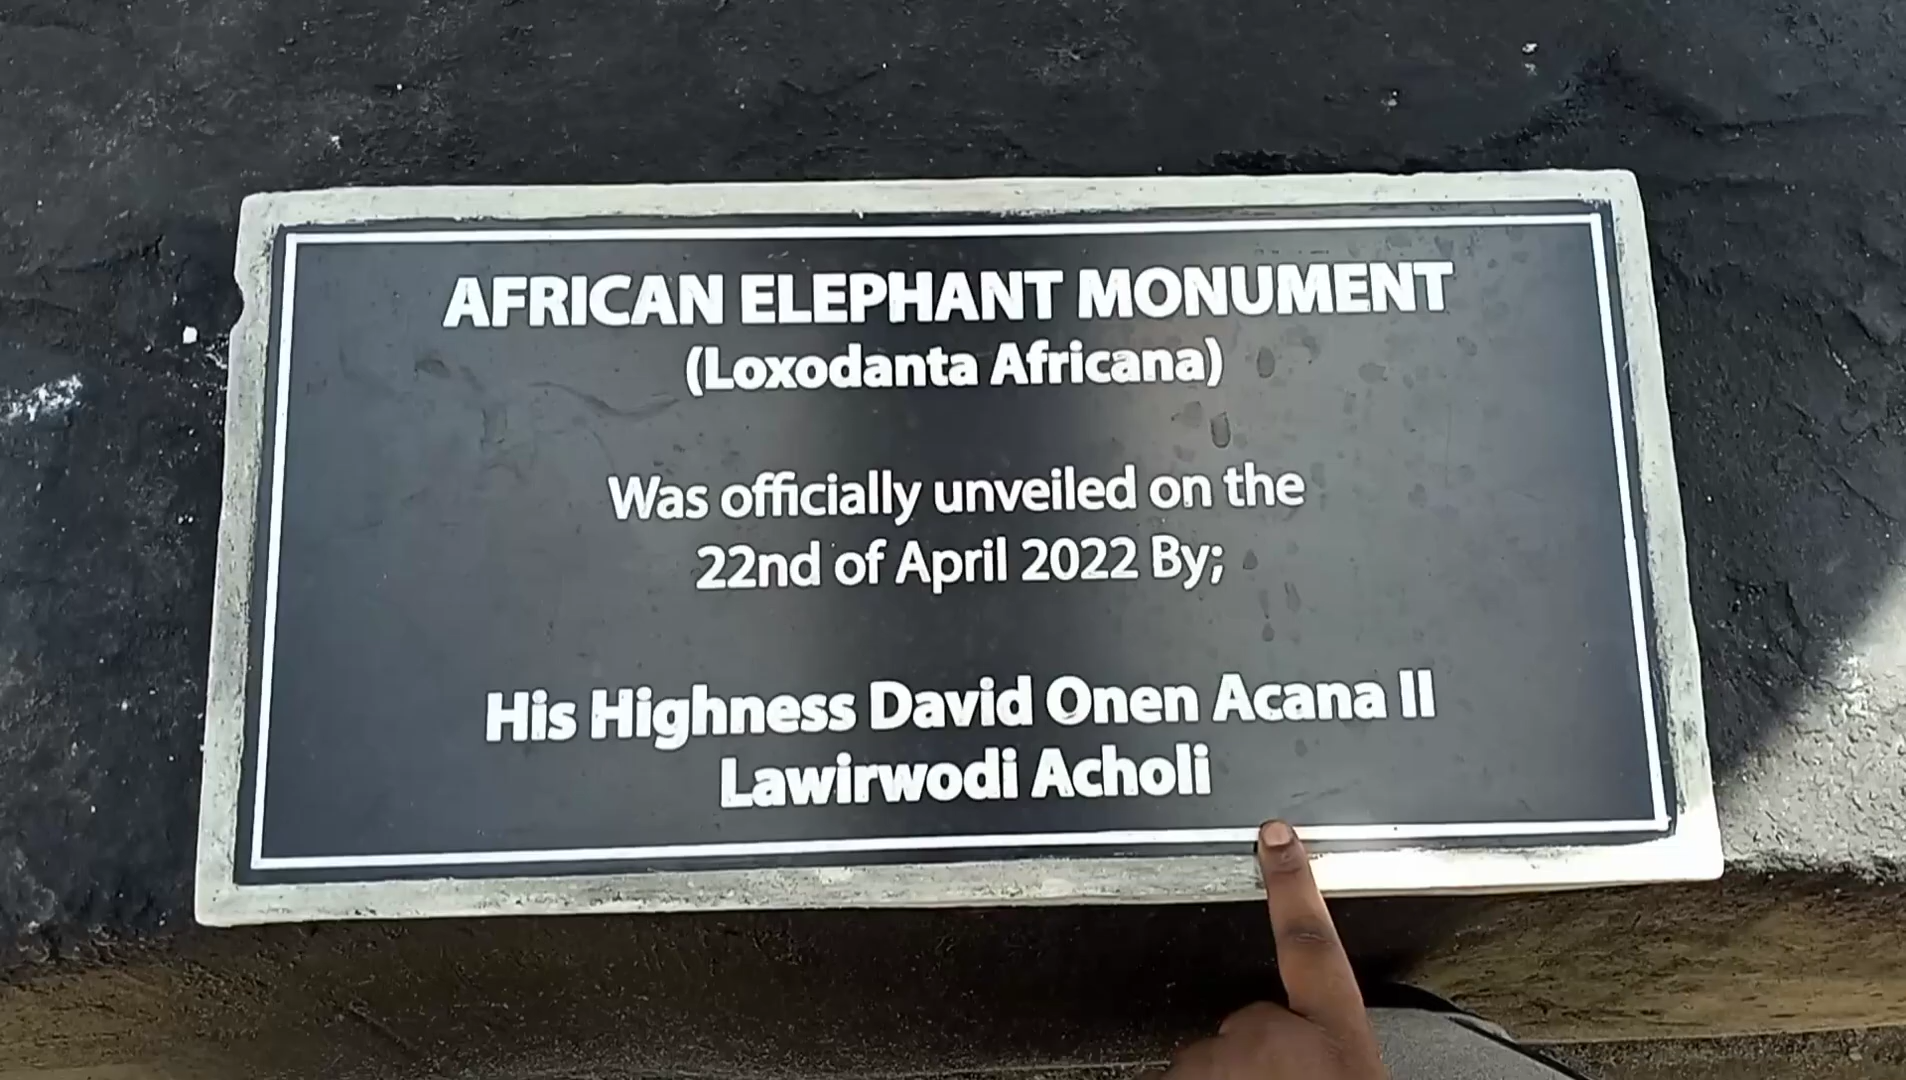 AFRICAN ELEPHANT MONUMENT
(Loxodanta Africana)
Was officially unveiled on the
22nd of April 2022 By;
His Highness David Onen Acana II
Lawirwodi Acholi